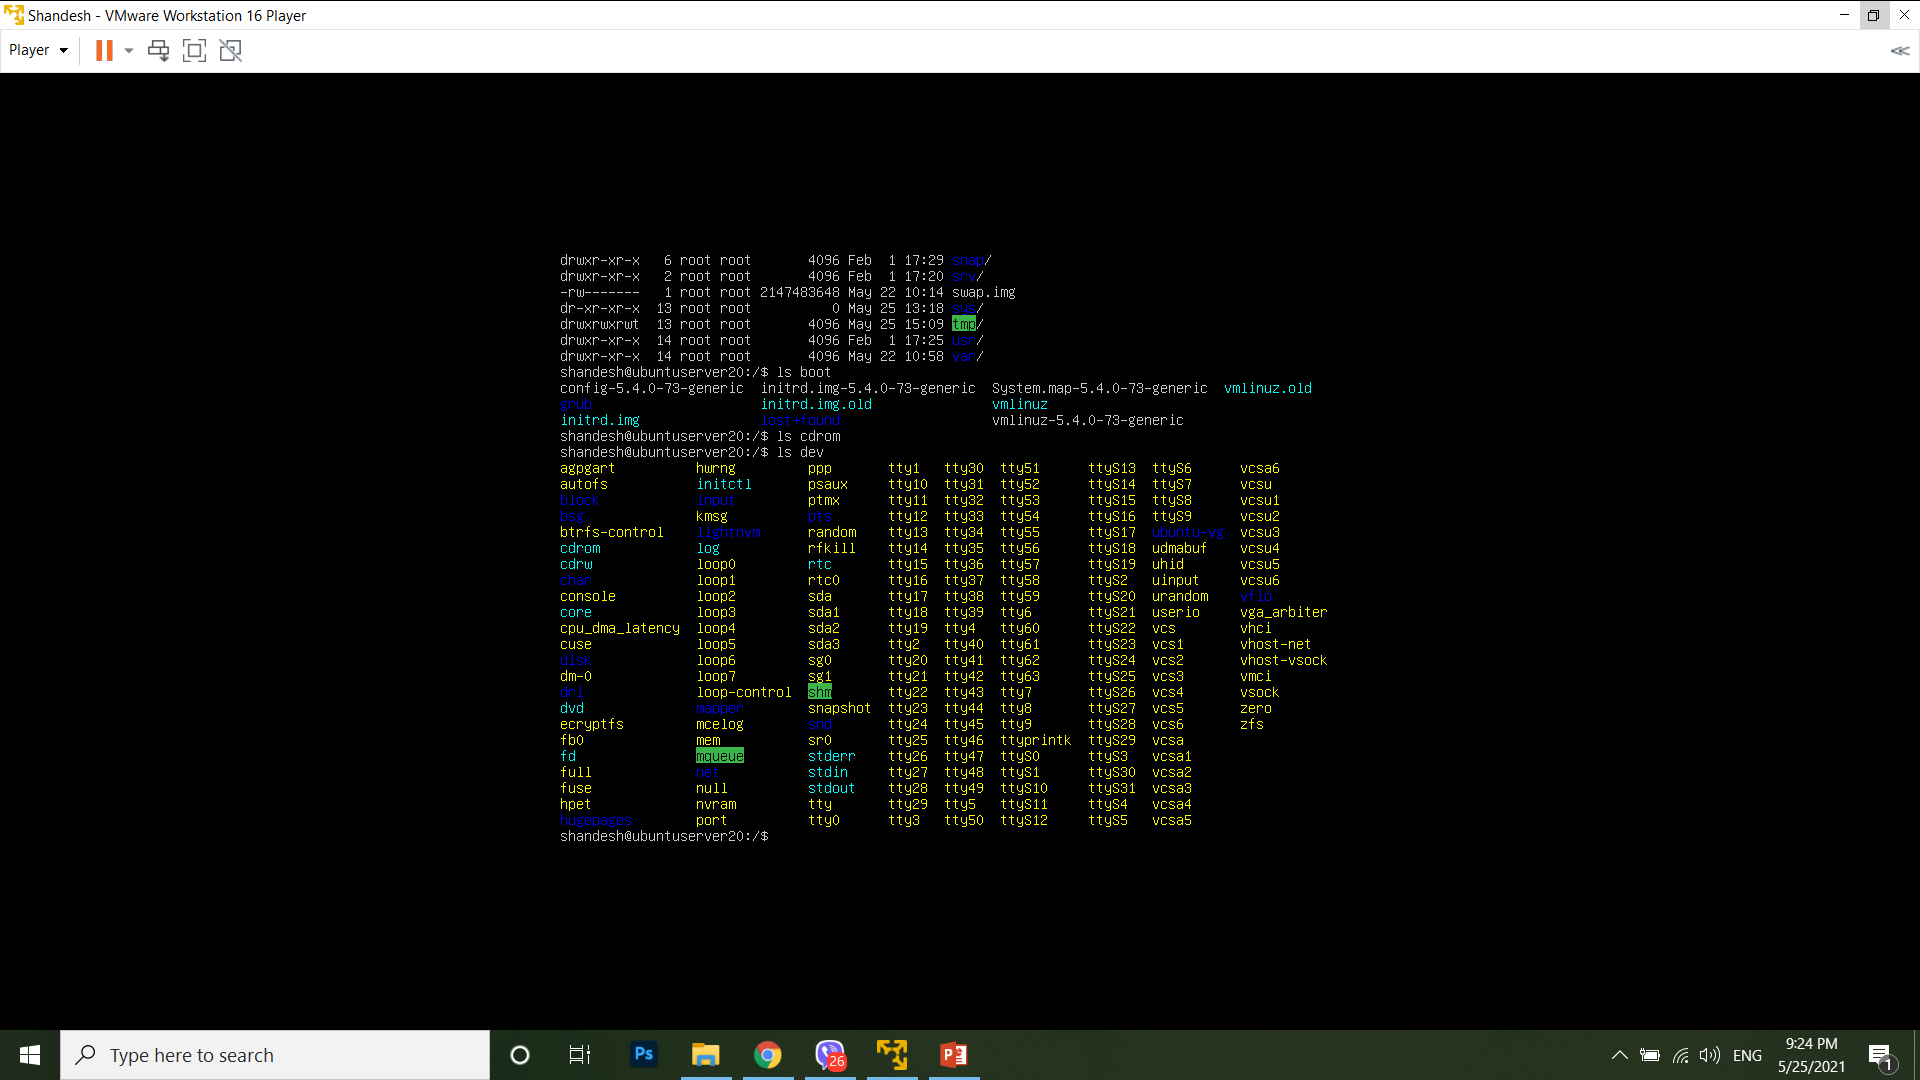 Shandesh - VMware Workstation 16 Player
Player
drwxr-xr-x   6 root root       4096 Feb  1 17:29 snap/
drwxr-xr-x   2 root root       4096 Feb  1 17:20 srv/
-rw-------   1 root root 2147483648 May 22 10:14 swap.img
dr-xr-xr-x  13 root root          0 May 25 13:18 sys/
drwxrwxrwt  13 root root       4096 May 25 15:09 tmp/
drwxr-xr-x  14 root root       4096 Feb  1 17:25 usr/
drwxr-xr-x  14 root root       4096 May 22 10:58 var/
shandesh@ubuntuserver20:/$ ls boot
config-5.4.0-73-generic  initrd.img-5.4.0-73-generic  System.map-5.4.0-73-generic  vmlinuz.old
grub                     initrd.img.old               vmlinuz
initrd.img               lost+found                   vmlinuz-5.4.0-73-generic
shandesh@ubuntuserver20:/$ ls cdrom
shandesh@ubuntuserver20:/$ ls dev
agpgart          hwrng         ppp       tty1   tty30  tty51      ttyS13  ttyS6      vcsa6
autofs           initctl       psaux     tty10  tty31  tty52      ttyS14  ttyS7      vcsu
block            input         ptmx      tty11  tty32  tty53      ttyS15  ttyS8      vcsu1
bsg              kmsg          pts       tty12  tty33  tty54      ttyS16  ttyS9      vcsu2
btrfs-control    lightnvm      random    tty13  tty34  tty55      ttyS17  ubuntu-vg  vcsu3
cdrom            log           rfkill    tty14  tty35  tty56      ttyS18  udmabuf    vcsu4
cdrw             loop0         rtc       tty15  tty36  tty57      ttyS19  uhid       vcsu5
char             loop1         rtc0      tty16  tty37  tty58      ttyS2   uinput     vcsu6
console          loop2         sda       tty17  tty38  tty59      ttyS20  urandom    vfio
core             loop3         sda1      tty18  tty39  tty6       ttyS21  userio     vga_arbiter
cpu_dma_latency  loop4         sda2      tty19  tty4   tty60      ttyS22  vcs        vhci
cuse             loop5         sda3      tty2   tty40  tty61      ttyS23  vcs1       vhost-net
disk             loop6         sg0       tty20  tty41  tty62      ttyS24  vcs2       vhost-vsock
dm-0             loop7         sg1       tty21  tty42  tty63      ttyS25  vcs3       vmci
dri              loop-control  shm       tty22  tty43  tty7       ttyS26  vcs4       vsock
dvd              mapper        snapshot  tty23  tty44  tty8       ttyS27  vcs5       zero
ecryptfs         mcelog        snd       tty24  tty45  tty9       ttyS28  vcs6       zfs
fb0              mem           sr0       tty25  tty46  ttyprintk  ttyS29  vcsa
fd               mqueue        stderr    tty26  tty47  ttyS0      ttyS3   vcsa1
full             net           stdin     tty27  tty48  ttyS1      ttyS30  vcsa2
fuse             null          stdout    tty28  tty49  ttyS10     ttyS31  vcsa3
hpet             nvram         tty       tty29  tty5   ttyS11     ttyS4   vcsa4
hugepages        port          tty0      tty3   tty50  ttyS12     ttyS5   vcsa5
shandesh@ubuntuserver20:/$
Type here to search
Ps
26
ENG
9:24 PM
5/25/2021
1